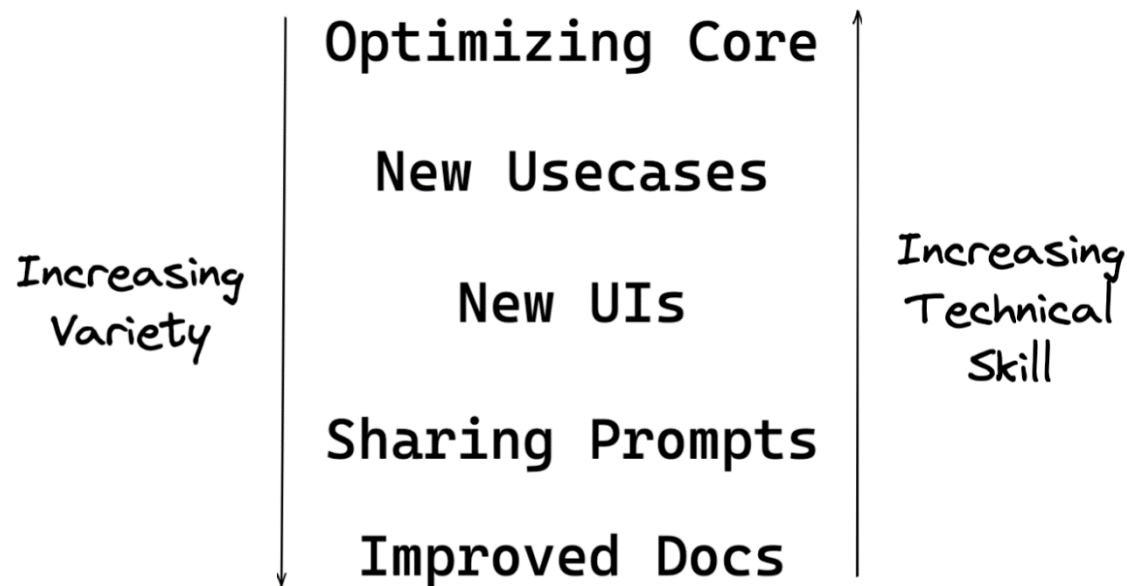 Optimizing Core
New Usecases
New UIs
Sharing Prompts
Improved Docs
Increasing
Variety
Increasing
Technical
Skill